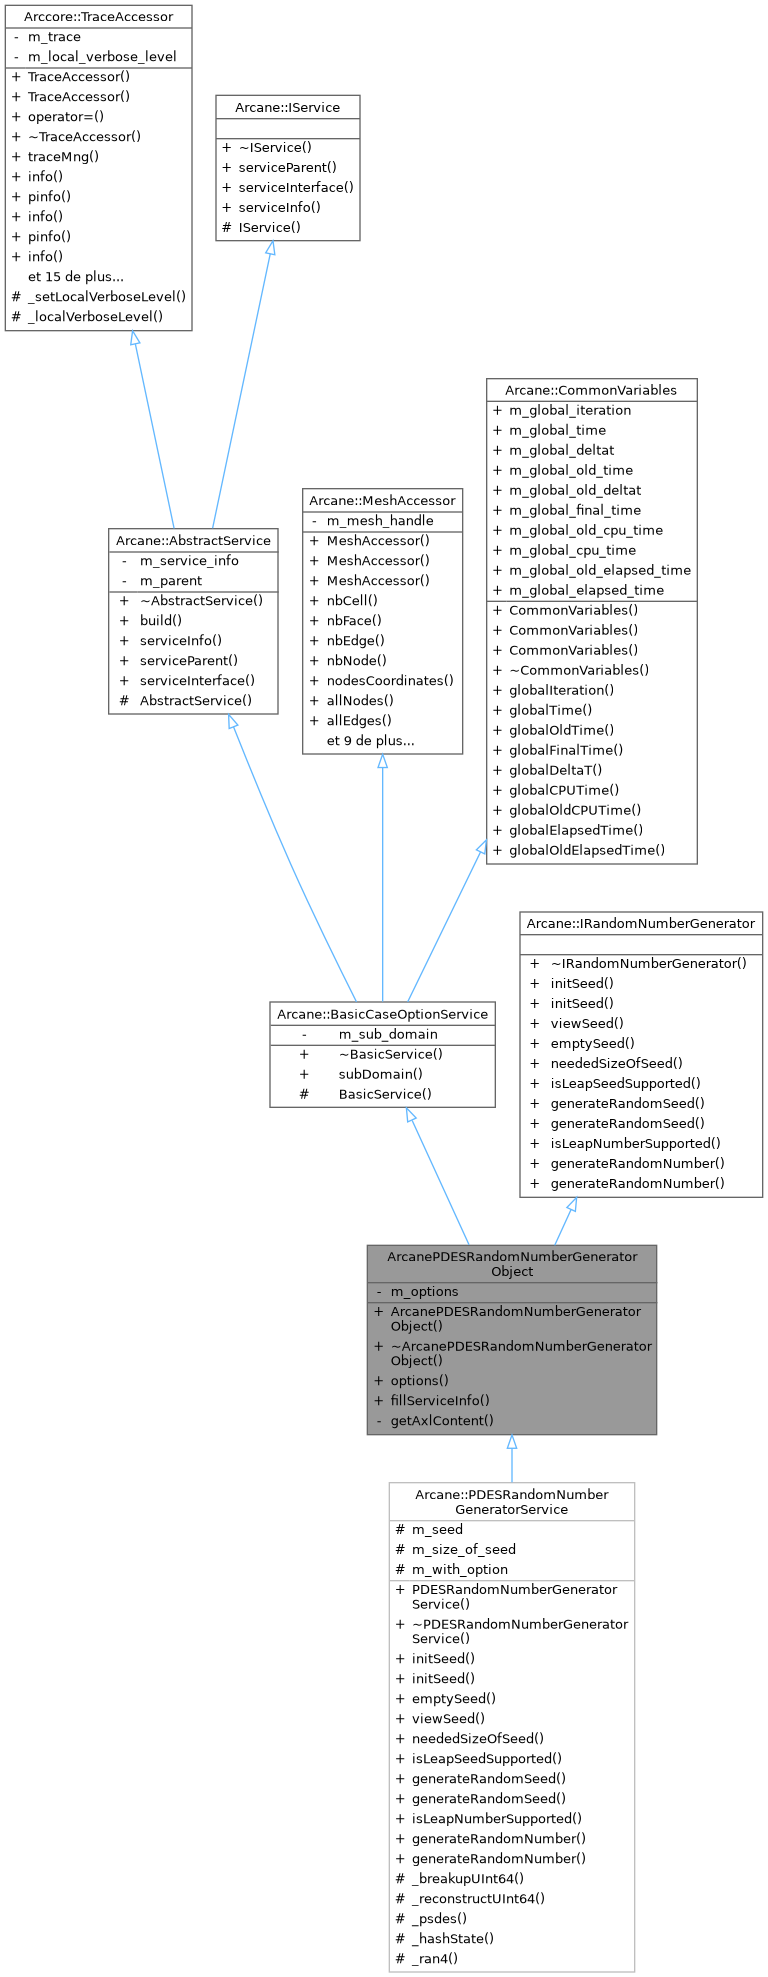 Arccore::TraceAccessor
- m_trace
- m_local_verbose_level
+ TraceAccessor()
+ TraceAccessor()
+ operator=()
+ ~TraceAccessor()
+ traceMng()
+ info()
+ pinfo()
+ info()
+ pinfo()
+ info()
et 15 de plus...
# _setLocalVerboseLevel()
# _localVerboseLevel()
Arcane::IService
+ ~IService()
+ serviceParent()
+ serviceInterface()
+ serviceInfo()
# IService()
Arcane::CommonVariables
+ m_global_iteration
+ m_global_time
+ m_global_deltat
+ m_global_old_time
+ m_global_old_deltat
+ m_global_final_time
+ m_global_old_cpu_time
+ m_global_cpu_time
+ m_global_old_elapsed_time
+ m_global_elapsed_time
+ CommonVariables()
+ CommonVariables()
+ CommonVariables()
+ ~CommonVariables()
+ globalIteration()
+ globalTime()
+ globalOldTime()
+ globalFinalTime()
+ globalDeltaT()
+ globalCPUTime()
+ globalOldCPUTime()
+ globalElapsedTime()
+ globalOldElapsedTime()
Arcane::MeshAccessor
- m_mesh_handle
+ MeshAccessor()
+ MeshAccessor()
+ MeshAccessor()
+ nbCell()
+ nbFace()
+ nbEdge()
+ nbNode()
+ nodesCoordinates()
+ allNodes()
+ allEdges()
et 9 de plus...
Arcane::AbstractService
- m_service_info
- m_parent
+ ~AbstractService()
+ build()
+ serviceInfo()
+ serviceParent()
+ serviceInterface()
# AbstractService()
Arcane::IRandomNumberGenerator
+ ~IRandomNumberGenerator()
+ initSeed()
+ initSeed()
+ viewSeed()
+ emptySeed()
+ neededSizeOfSeed()
+ isLeapSeedSupported()
+ generateRandomSeed()
+ generateRandomSeed()
+ isLeapNumberSupported()
+ generateRandomNumber()
+ generateRandomNumber()
Arcane::BasicCaseOptionService
- m_sub_domain
+ ~BasicService()
+ subDomain()
# BasicService()
ArcanePDESRandomNumberGenerator
Object
- m_options
+ ArcanePDESRandomNumberGenerator
Object()
+ ~ArcanePDESRandomNumberGenerator
Object()
+ options()
+ fillServiceInfo()
- getAxlContent()
Arcane::PDESRandomNumber
GeneratorService
# m_seed
# m_size_of_seed
# m_with_option
+ PDESRandomNumberGenerator
Service()
+ ~PDESRandomNumberGenerator
Service()
+ initSeed()
+ initSeed()
+ emptySeed()
+ viewSeed()
+ neededSizeOfSeed()
+ isLeapSeedSupported()
+ generateRandomSeed()
+ generateRandomSeed()
+ isLeapNumberSupported()
+ generateRandomNumber()
+ generateRandomNumber()
# _breakupUInt64()
# _reconstructUInt64()
# _psdes()
# _hashState()
# _ran4()